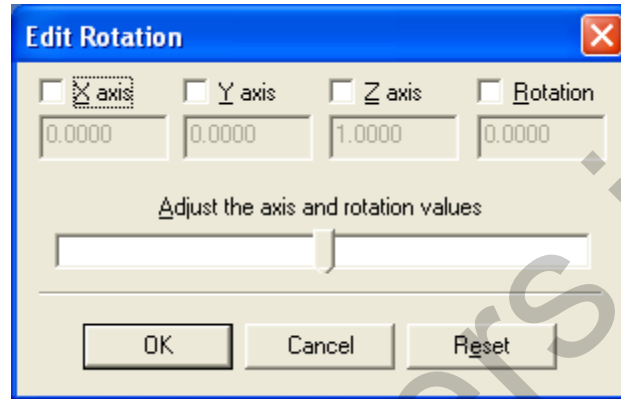 Edit Rotation
X axis Y axis Z axis Rotation
0.0000 0.0000 1.0000 0.0000
Adjust the axis and rotation values
OK Cancel Reset